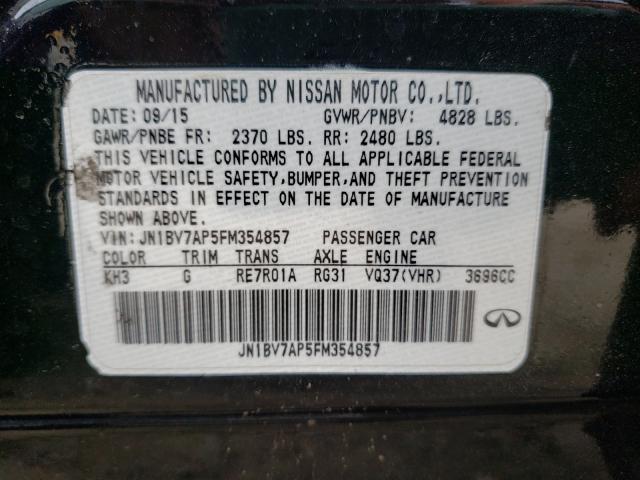 MANUFACTURED BY NISSAN MOTOR CO.,LTD.
DATE: 09/15 GVWR/PNBV: 4828 LBS.
GAWR/PNBE FR: 2370 LBS. RR: 2480 LBS.
THIS VEHICLE CONFORMS TO ALL APPLICABLE FEDERAL
MOTOR VEHICLE SAFETY,BUMPER,AND THEFT PREVENTION
STANDARDS IN EFFECT ON THE DATE OF MANUFACTURE
SHOWN ABOVE.
VIN: JN1BV7AP5FM354857 PASSENGER CAR
COLOR TRIM TRANS AXLE ENGINE
KH3 G RE7R01A RG31 VQ37(VHR) 3696CC
JN1BV7AP5FM354857